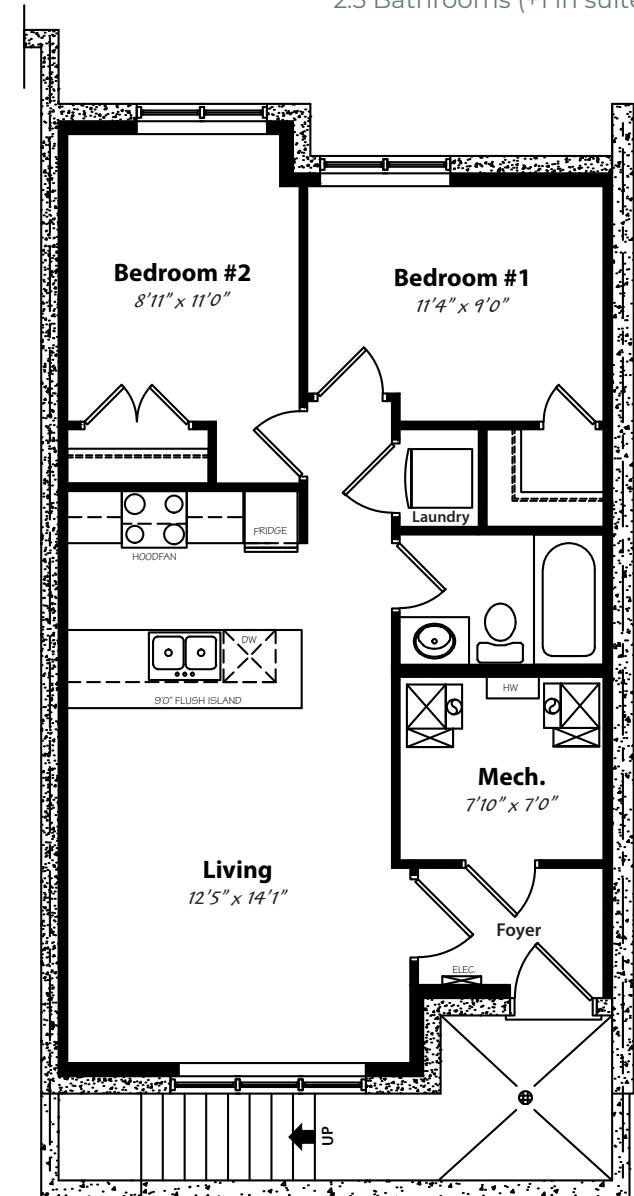 2.5 Bathrooms (+1 in suite
Bedroom #2
8'11" x 11'0"
Bedroom #1
11'4" x 9'0"
Laundry
FRIDGE
HOODFAN
DW
9'0" FLUSH ISLAND
HW
Mech.
7'10" x 7'0"
Living
12'5" x 14'1"
Foyer
ELEC.
UP